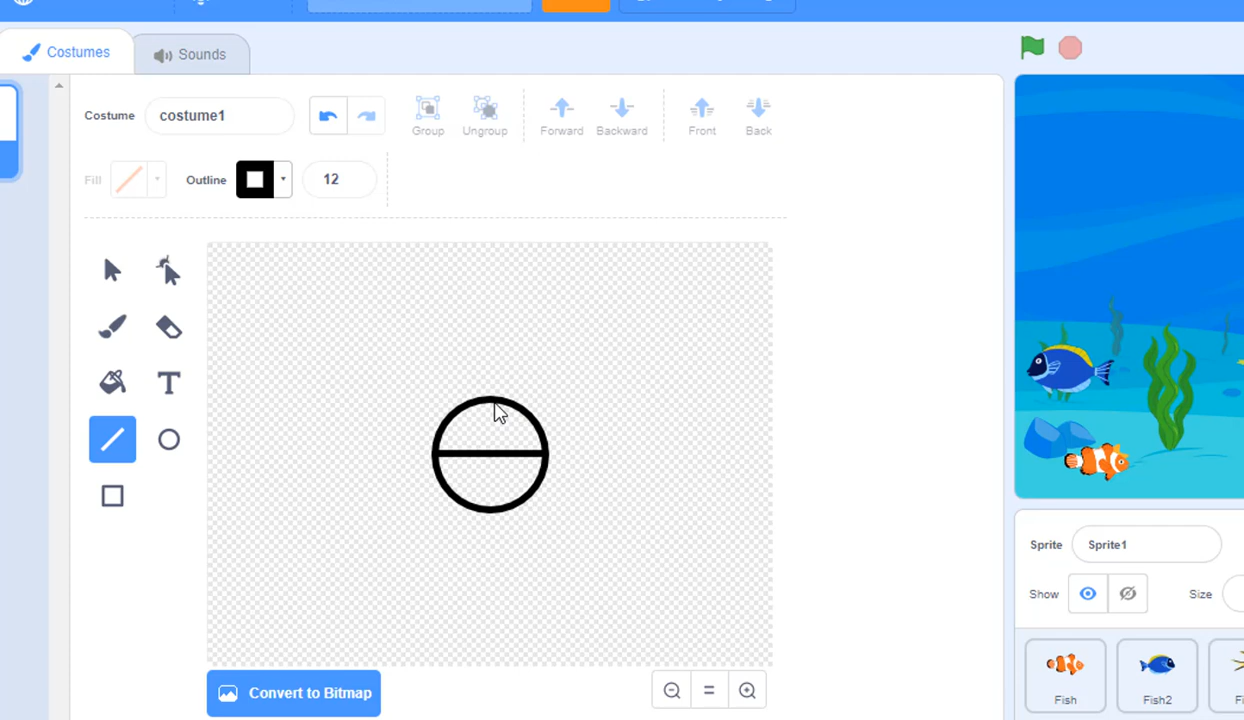 Costumes Sounds
Costume costume1 Group Ungroup Forward Backward Front Back
Fill Outline 12
T
Convert to Bitmap
Sprite Sprite1
Show Size
Fish Fish2